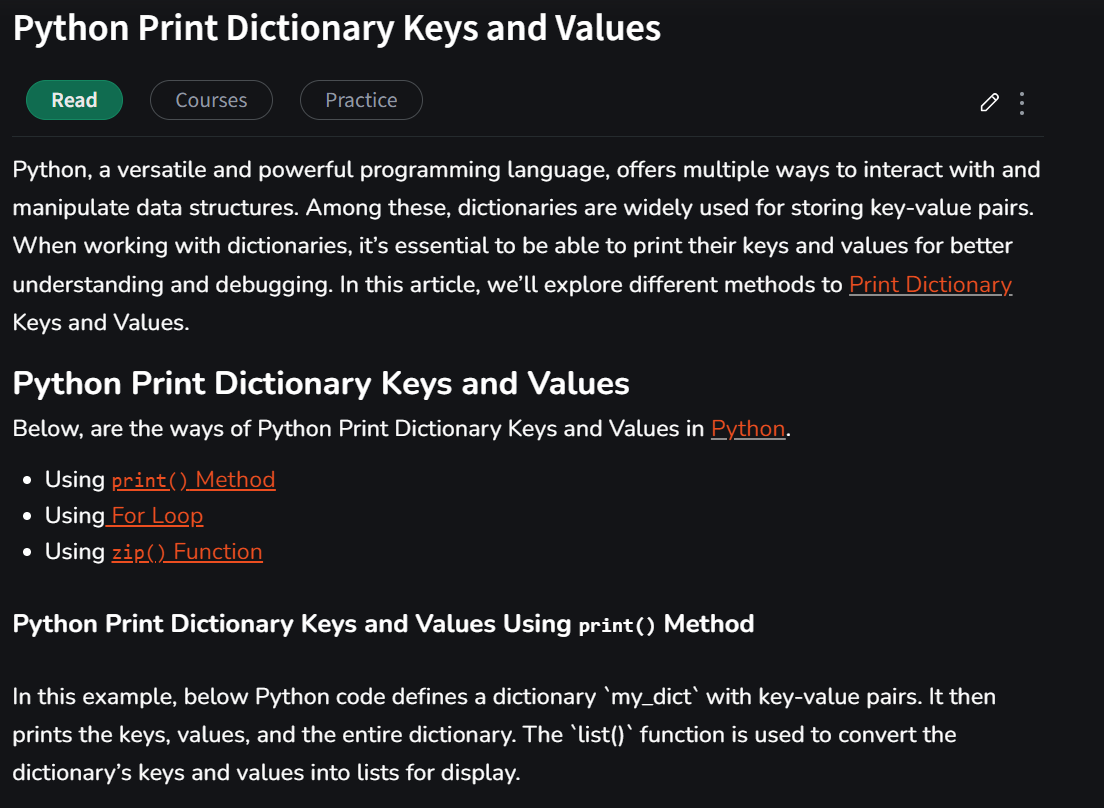 Python Print Dictionary Keys and Values
Read
Courses
Practice
Python, a versatile and powerful programming language, offers multiple ways to interact with and
manipulate data structures. Among these, dictionaries are widely used for storing key-value pairs.
When working with dictionaries, it’s essential to be able to print their keys and values for better
understanding and debugging. In this article, we’ll explore different methods to Print Dictionary
Keys and Values.
Python Print Dictionary Keys and Values
Below, are the ways of Python Print Dictionary Keys and Values in Python.
• Using print() Method
• Using For Loop
• Using zip() Function
Python Print Dictionary Keys and Values Using print() Method
In this example, below Python code defines a dictionary `my_dict` with key-value pairs. It then
prints the keys, values, and the entire dictionary. The `list()` function is used to convert the
dictionary’s keys and values into lists for display.